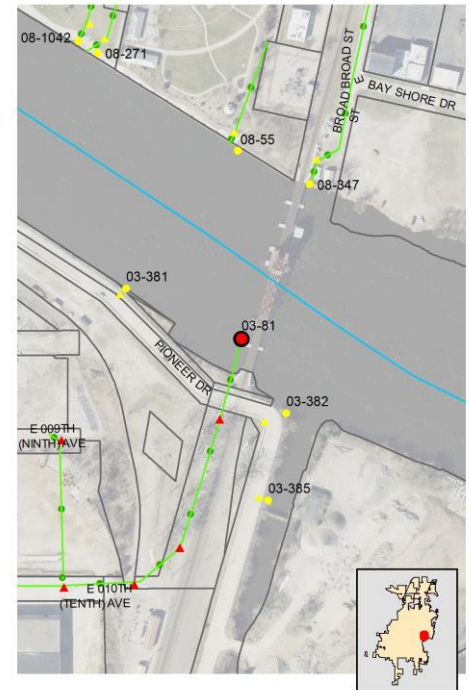 08-1042
08-271
BROAD BROAD ST
ST
E
BAY SHORE DR
08-55
08-347
03-381
03-81
PIONEER DR
03-382
E 009TH
(NINTH) AVE
03-385
E 010TH
(TENTH) AVE